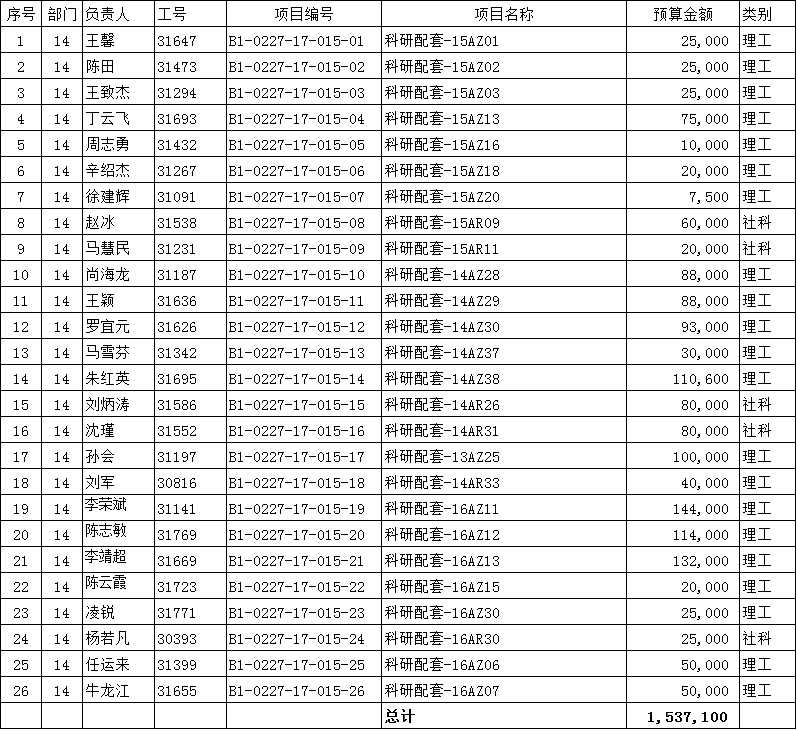 序号 部门 负责人 工号 项目编号 项目名称 预算金额 类别
1 14 王馨 31647 B1-0227-17-015-01 科研配套-15AZ01 25,000 理工
2 14 陈田 31473 B1-0227-17-015-02 科研配套-15AZ02 25,000 理工
3 14 王致杰 31294 B1-0227-17-015-03 科研配套-15AZ03 25,000 理工
4 14 丁云飞 31693 B1-0227-17-015-04 科研配套-15AZ13 75,000 理工
5 14 周志勇 31432 B1-0227-17-015-05 科研配套-15AZ16 10,000 理工
6 14 辛绍杰 31267 B1-0227-17-015-06 科研配套-15AZ18 20,000 理工
7 14 徐建辉 31091 B1-0227-17-015-07 科研配套-15AZ20 7,500 理工
8 14 赵冰 31538 B1-0227-17-015-08 科研配套-15AR09 60,000 社科
9 14 马慧民 31231 B1-0227-17-015-09 科研配套-15AR11 20,000 社科
10 14 尚海龙 31187 B1-0227-17-015-10 科研配套-14AZ28 88,000 理工
11 14 王颖 31636 B1-0227-17-015-11 科研配套-14AZ29 88,000 理工
12 14 罗宜元 31626 B1-0227-17-015-12 科研配套-14AZ30 93,000 理工
13 14 马雪芬 31342 B1-0227-17-015-13 科研配套-14AZ37 30,000 理工
14 14 朱红英 31695 B1-0227-17-015-14 科研配套-14AZ38 110,600 理工
15 14 刘炳涛 31586 B1-0227-17-015-15 科研配套-14AR26 80,000 社科
16 14 沈瑾 31552 B1-0227-17-015-16 科研配套-14AR31 80,000 社科
17 14 孙会 31197 B1-0227-17-015-17 科研配套-13AZ25 100,000 理工
18 14 刘军 30816 B1-0227-17-015-18 科研配套-14AR33 40,000 理工
19 14 李荣斌 31141 B1-0227-17-015-19 科研配套-16AZ11 144,000 理工
20 14 陈志敏 31769 B1-0227-17-015-20 科研配套-16AZ12 114,000 理工
21 14 李靖超 31669 B1-0227-17-015-21 科研配套-16AZ13 132,000 理工
22 14 陈云霞 31723 B1-0227-17-015-22 科研配套-16AZ15 20,000 理工
23 14 凌锐 31771 B1-0227-17-015-23 科研配套-16AZ30 25,000 理工
24 14 杨若凡 30393 B1-0227-17-015-24 科研配套-16AR30 25,000 社科
25 14 任运来 31399 B1-0227-17-015-25 科研配套-16AZ06 50,000 理工
26 14 牛龙江 31655 B1-0227-17-015-26 科研配套-16AZ07 50,000 理工
总计 1,537,100